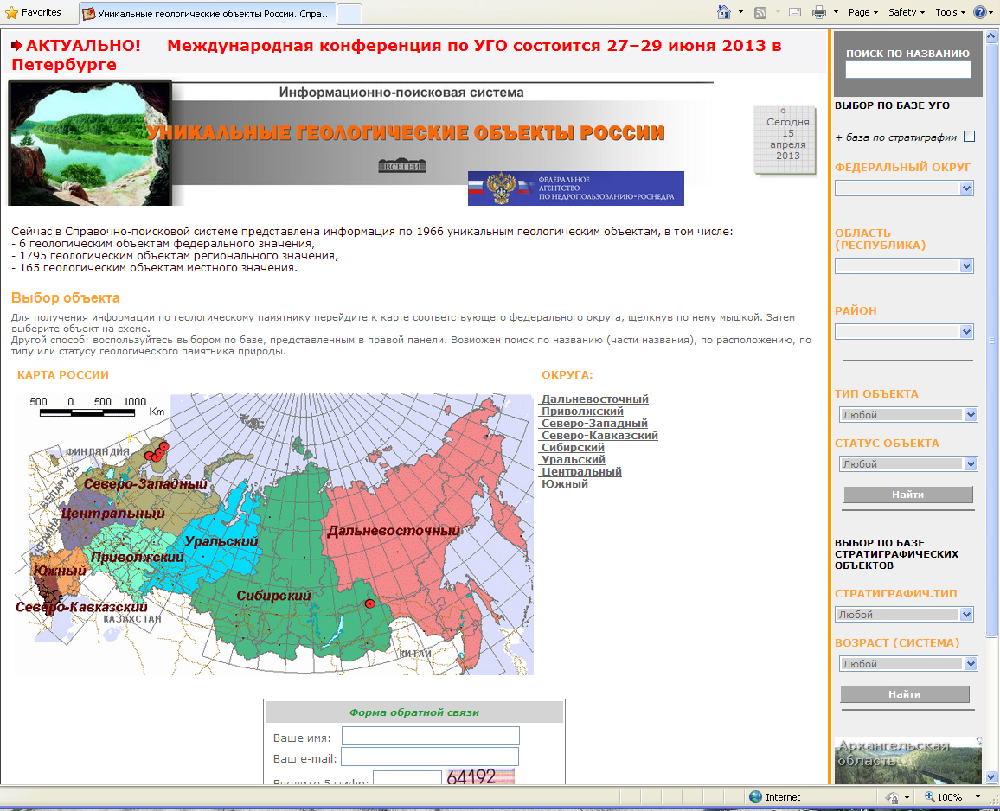 Favorites
Уникальные геологические объекты России. Спра...
Page
Safety
Tools
АКТУАЛЬНО! Международная конференция по УГО состоится 27–29 июня 2013 в
Петербурге
Информационно-поисковая система
УНИКАЛЬНЫЕ ГЕОЛОГИЧЕСКИЕ ОБЪЕКТЫ РОССИИ
ВСЕГЕИ
ФЕДЕРАЛЬНОЕ
АГЕНТСТВО
ПО НЕДРОПОЛЬЗОВАНИЮ-РОСНЕДРА
Сегодня
15
апреля
2013
Сейчас в Справочно-поисковой системе представлена информация по 1966 уникальным геологическим объектам, в том числе:
- 6 геологическим объектам федерального значения,
- 1795 геологическим объектам регионального значения,
- 165 геологическим объектам местного значения.
Выбор объекта
Для получения информации по геологическому памятнику перейдите к карте соответствующего федерального округа, щелкнув по нему мышкой. Затем
выберите объект на схеме.
Другой способ: воспользуйтесь выбором по базе, представленным в правой панели. Возможен поиск по названию (части названия), по расположению, по
типу или статусу геологического памятника природы.
КАРТА РОССИИ
500 0 500 1000 Km
ФИНЛЯНДИЯ
БЕЛАРУСЬ
УКРАИНА
Северо-Западный
Центральный
Приволжский
Уральский
Дальневосточный
Южный
Сибирский
Северо-Кавказский
КАЗАХСТАН
КИТАЙ
ОКРУГА:
Дальневосточный
Приволжский
Северо-Западный
Северо-Кавказский
Сибирский
Уральский
Центральный
Южный
Форма обратной связи
Ваше имя:
Ваш e-mail:
Введите 5 цифр:
64192
ПОИСК ПО НАЗВАНИЮ
ВЫБОР ПО БАЗЕ УГО
+ база по стратиграфии
ФЕДЕРАЛЬНЫЙ ОКРУГ
ОБЛАСТЬ
(РЕСПУБЛИКА)
РАЙОН
ТИП ОБЪЕКТА
Любой
СТАТУС ОБЪЕКТА
Любой
Найти
ВЫБОР ПО БАЗЕ
СТРАТИГРАФИЧЕСКИХ
ОБЪЕКТОВ
СТРАТИГРАФИЧ.ТИП
Любой
ВОЗРАСТ (СИСТЕМА)
Любой
Найти
Архангельская
область
Internet
100%